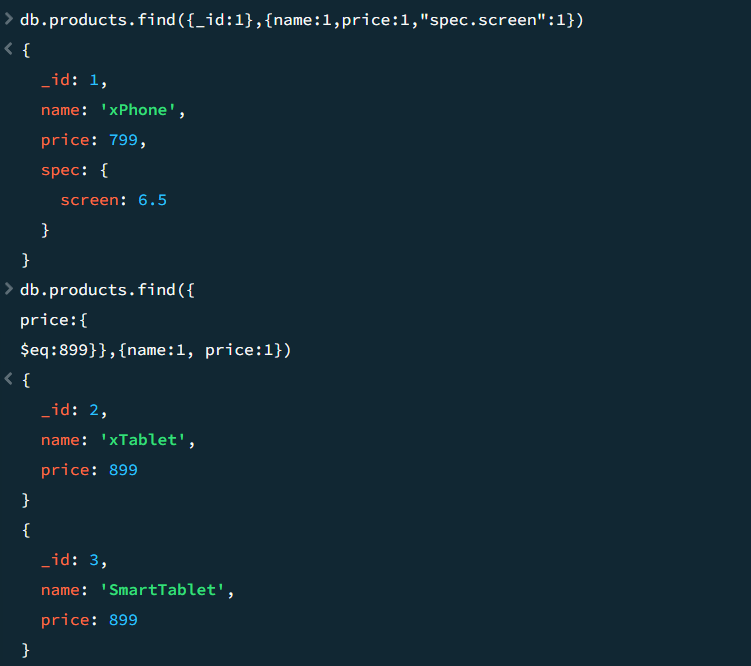 > db.products.find({_id:1},{name:1,price:1,"spec.screen":1})
< {
_id: 1,
name: 'xPhone',
price: 799,
spec: {
screen: 6.5
}
}
> db.products.find({
price:{
$eq:899}},{name:1, price:1})
< {
_id: 2,
name: 'xTablet',
price: 899
}
{
_id: 3,
name: 'SmartTablet',
price: 899
}